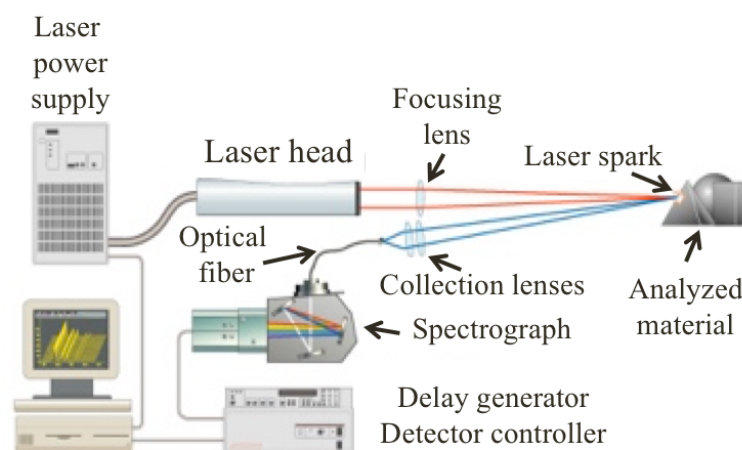 Laser
power
supply
Laser head
Focusing
lens
Laser spark
Optical
fiber
Collection lenses
Analyzed
material
Spectrograph
Delay generator
Detector controller